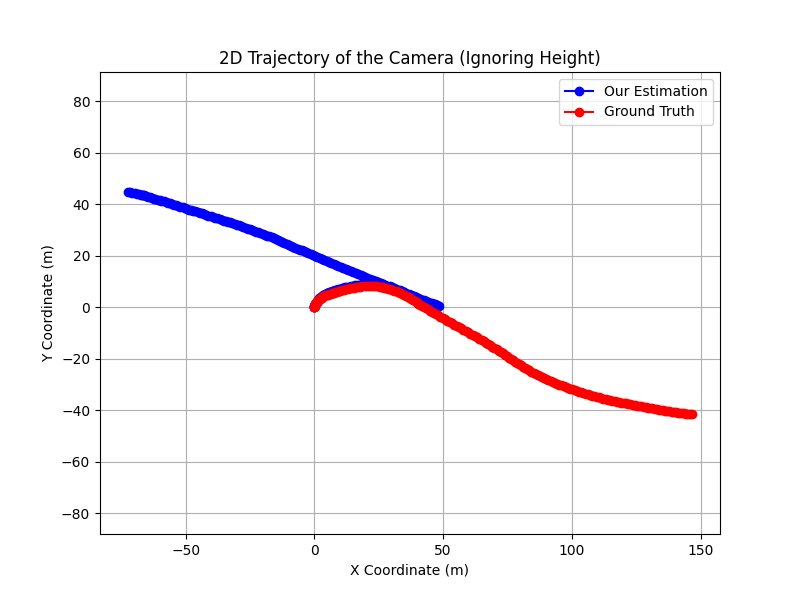 2D Trajectory of the Camera (Ignoring Height)
Our Estimation
Ground Truth
Y Coordinate (m)
80
60
40
20
0
−20
−40
−60
−80
−50
0
50
100
150
X Coordinate (m)